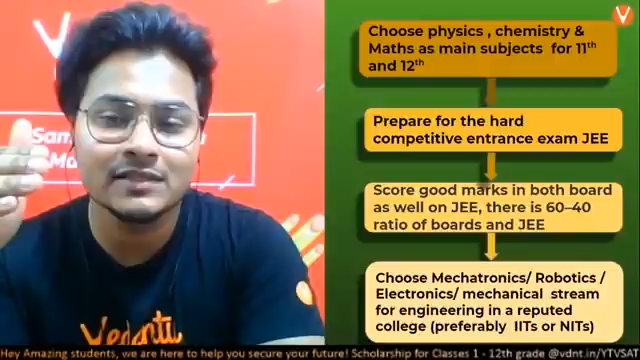 V
Choose physics , chemistry &
Maths as main subjects for 11th
and 12th
Prepare for the hard
competitive entrance exam JEE
Score good marks in both board
as well on JEE, there is 60–40
ratio of boards and JEE
Choose Mechatronics/ Robotics /
Electronics/ mechanical stream
for engineering in a reputed
college (preferably IITs or NITs)
Vedantu
Hey Amazing students, we are here to help you secure your future! Scholarship for Classes 1 - 12th grade @vdnt.in/YTVSAT